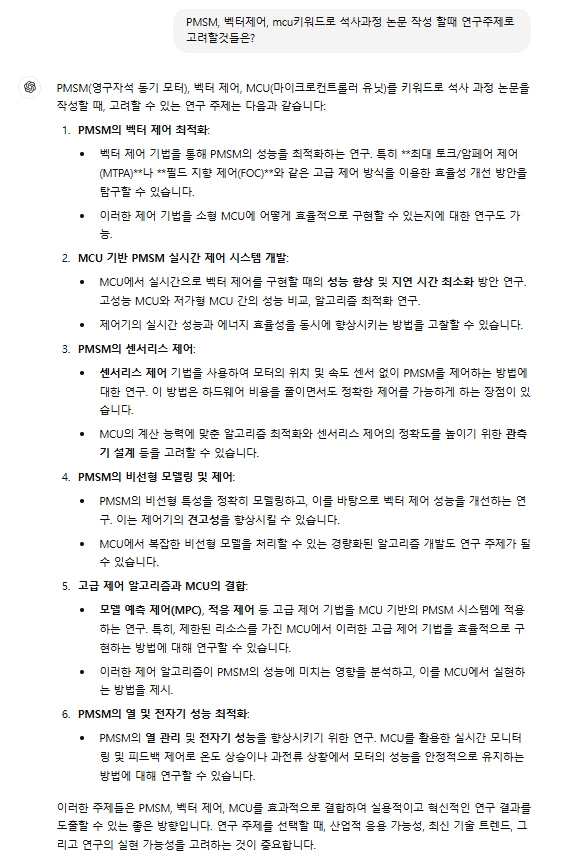 PMSM, 벡터제어, mcu키워드로 석사과정 논문 작성 할때 연구주제로
고려할것들은?
PMSM(영구자석 동기 모터), 벡터 제어, MCU(마이크로컨트롤러 유닛)를 키워드로 석사 과정 논문을
작성할 때, 고려할 수 있는 연구 주제는 다음과 같습니다:
1. PMSM의 벡터 제어 최적화:
• 벡터 제어 기법을 통해 PMSM의 성능을 최적화하는 연구. 특히 **최대 토크/암페어 제어
(MTPA)**나 **필드 지향 제어(FOC)**와 같은 고급 제어 방식을 이용한 효율성 개선 방안을
탐구할 수 있습니다.
• 이러한 제어 기법을 소형 MCU에 어떻게 효율적으로 구현할 수 있는지에 대한 연구도 가
능.
2. MCU 기반 PMSM 실시간 제어 시스템 개발:
• MCU에서 실시간으로 벡터 제어를 구현할 때의 성능 향상 및 지연 시간 최소화 방안 연구.
고성능 MCU와 저가형 MCU 간의 성능 비교, 알고리즘 최적화 연구.
• 제어기의 실시간 성능과 에너지 효율성을 동시에 향상시키는 방법을 고찰할 수 있습니다.
3. PMSM의 센서리스 제어:
• 센서리스 제어 기법을 사용하여 모터의 위치 및 속도 센서 없이 PMSM을 제어하는 방법에
대한 연구. 이 방법은 하드웨어 비용을 줄이면서도 정확한 제어를 가능하게 하는 장점이 있
습니다.
• MCU의 계산 능력에 맞춘 알고리즘 최적화와 센서리스 제어의 정확도를 높이기 위한 관측
기 설계 등을 고려할 수 있습니다.
4. PMSM의 비선형 모델링 및 제어:
• PMSM의 비선형 특성을 정확히 모델링하고, 이를 바탕으로 벡터 제어 성능을 개선하는 연
구. 이는 제어기의 견고성을 향상시킬 수 있습니다.
• MCU에서 복잡한 비선형 모델을 처리할 수 있는 경량화된 알고리즘 개발도 연구 주제가 될
수 있습니다.
5. 고급 제어 알고리즘과 MCU의 결합:
• 모델 예측 제어(MPC), 적응 제어 등 고급 제어 기법을 MCU 기반의 PMSM 시스템에 적용
하는 연구. 특히, 제한된 리소스를 가진 MCU에서 이러한 고급 제어 기법을 효율적으로 구
현하는 방법에 대해 연구할 수 있습니다.
• 이러한 제어 알고리즘이 PMSM의 성능에 미치는 영향을 분석하고, 이를 MCU에서 실현하
는 방법을 제시.
6. PMSM의 열 및 전자기 성능 최적화:
• PMSM의 열 관리 및 전자기 성능을 향상시키기 위한 연구. MCU를 활용한 실시간 모니터
링 및 피드백 제어로 온도 상승이나 과전류 상황에서 모터의 성능을 안정적으로 유지하는
방법에 대해 연구할 수 있습니다.
이러한 주제들은 PMSM, 벡터 제어, MCU를 효과적으로 결합하여 실용적이고 혁신적인 연구 결과를
도출할 수 있는 좋은 방향입니다. 연구 주제를 선택할 때, 산업적 응용 가능성, 최신 기술 트렌드, 그
리고 연구의 실현 가능성을 고려하는 것이 중요합니다.